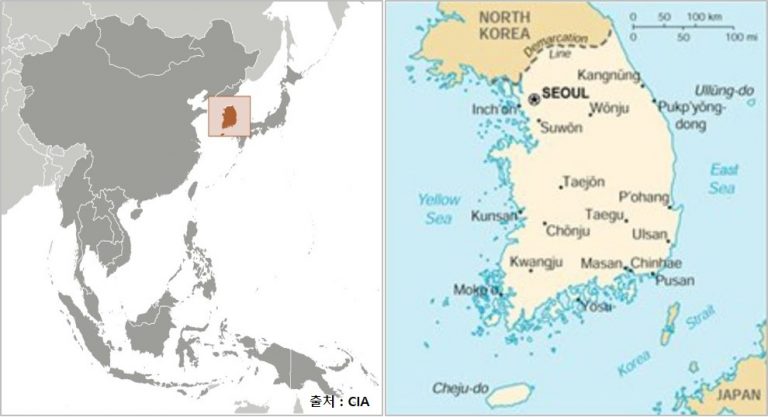 출처 : CIA
NORTH
KOREA
0 50 100 km
0 50 100 mi
Demarcation
Line
Kangnŭng
Ullŭng-do
SEOUL
Inch'on
Wŏnju
Pukp'yŏng-
dong
Suwŏn
Taejŏn
East
Sea
Yellow
Sea
P'ohang
Kunsan
Taegu
Chŏnju
Ulsan
Kwangju
Masan
Chinhae
Pusan
Yŏsu
Korea
Strait
Cheju-do
JAPAN